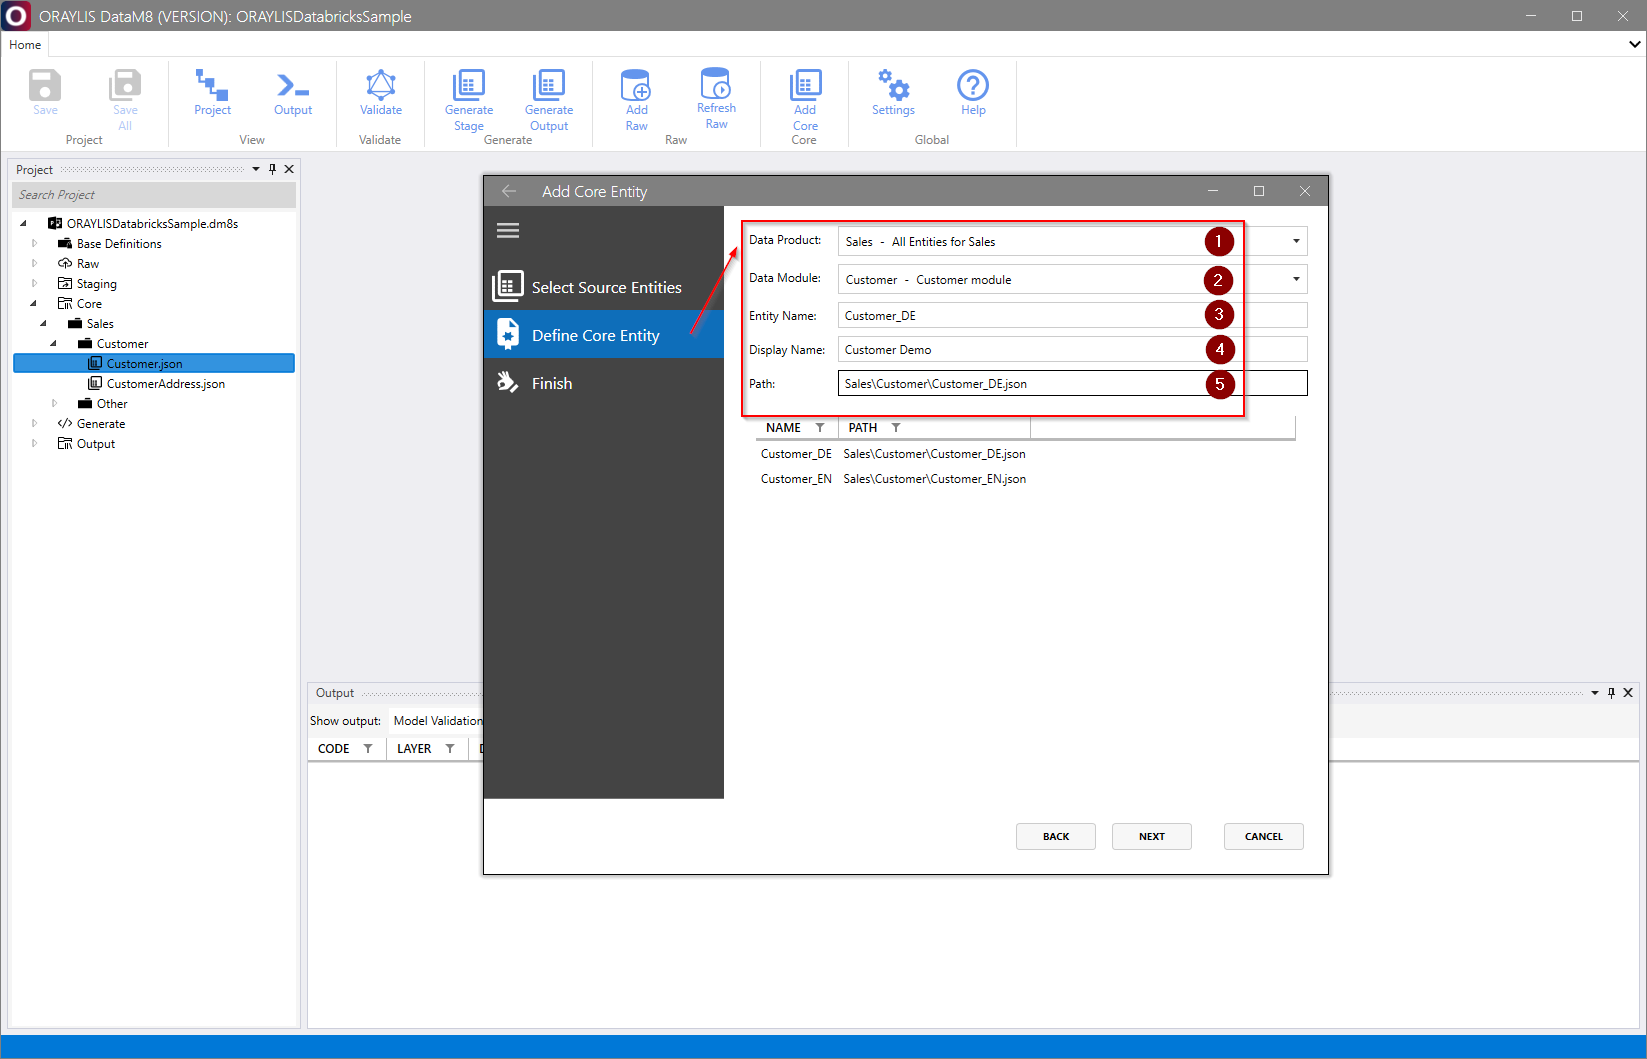 ORAYLIS DataM8 (VERSION): ORAYLISDatabricksSample
Home
Save
Save All
Project
Project
Output
View
Validate
Validate
Generate Stage
Generate Output
Generate
Add Raw
Refresh Raw
Raw
Add Core
Core
Settings
Help
Global
Project
Search Project
ORAYLISDatabricksSample.dm8s
Base Definitions
Raw
Staging
Core
Sales
Customer
Customer.json
CustomerAddress.json
Other
Generate
Output
Add Core Entity
Select Source Entities
Define Core Entity
Finish
Data Product: Sales - All Entities for Sales 1
Data Module: Customer - Customer module 2
Entity Name: Customer_DE 3
Display Name: Customer Demo 4
Path: Sales\Customer\Customer_DE.json 5
NAME PATH
Customer_DE Sales\Customer\Customer_DE.json
Customer_EN Sales\Customer\Customer_EN.json
BACK NEXT CANCEL
Output
Show output: Model Validation
CODE LAYER